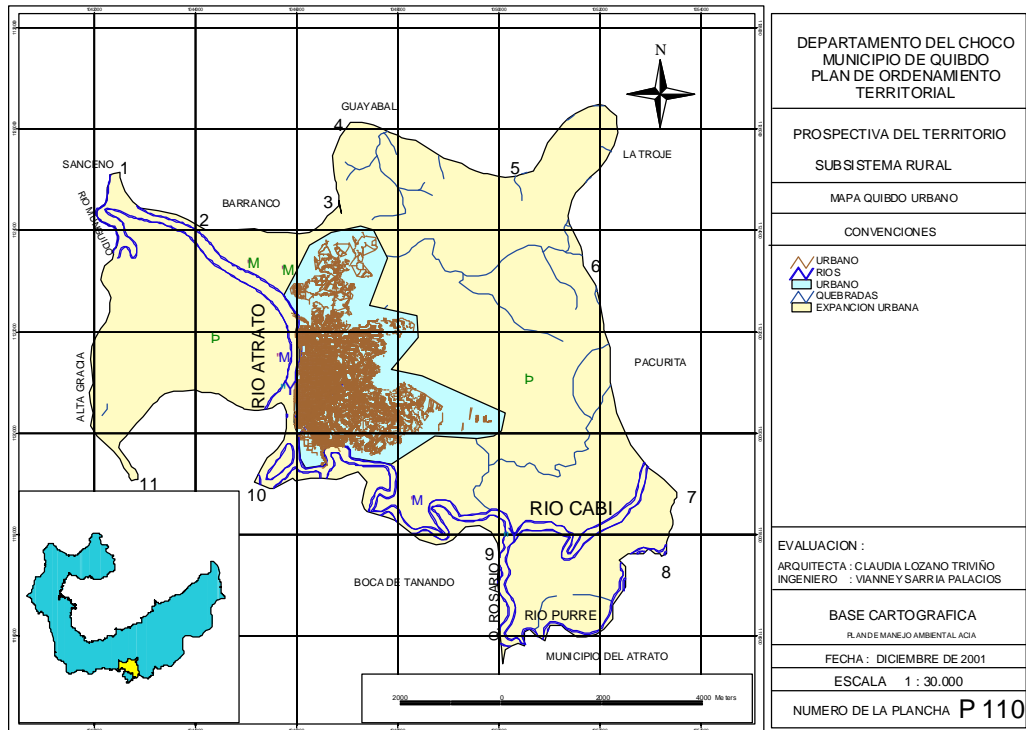 GUAYABAL
N
4
LA TROJE
SANCENO
1
5
BARRANCO
3
2
RIO MUNGUIDO
6
M
M
RIO ATRATO
P
M
PACURITA
P
ALTA GRACIA
11
10
M
RIO CABI
7
9
8
BOCA DE TANANDO
Q. ROSARIO
RIO PURRE
MUNICIPIO DEL ATRATO
2000 0 2000 4000 Meters
DEPARTAMENTO DEL CHOCO
MUNICIPIO DE QUIBDO
PLAN DE ORDENAMIENTO
TERRITORIAL
PROSPECTIVA DEL TERRITORIO
SUBSISTEMA RURAL
MAPA QUIBDO URBANO
CONVENCIONES
URBANO
RIOS
URBANO
QUEBRADAS
EXPANCION URBANA
EVALUACION :
ARQUITECTA : CLAUDIA LOZANO TRIVIÑO
INGENIERO : VIANNEY SARRIA PALACIOS
BASE CARTOGRAFICA
PLAN DE MANEJO AMBIENTAL ACIA
FECHA : DICIEMBRE DE 2001
ESCALA 1 : 30.000
NUMERO DE LA PLANCHA P 110